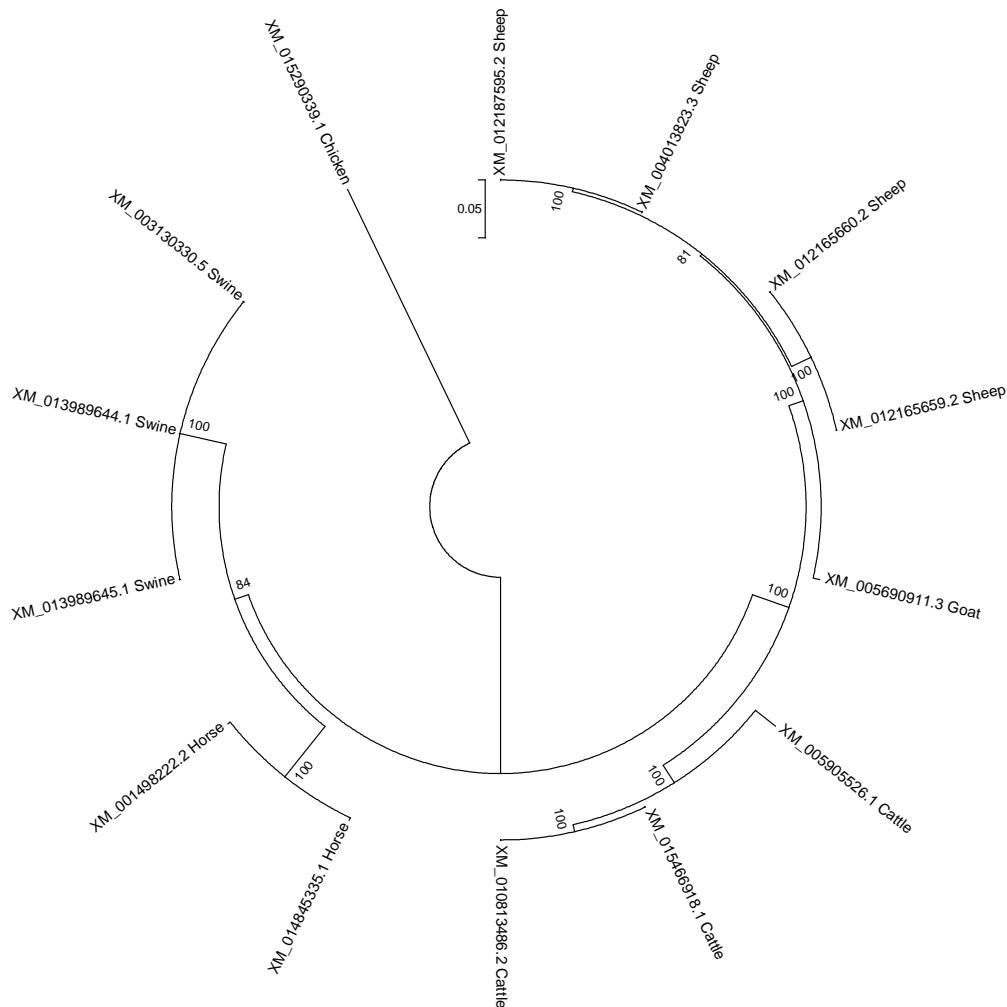 XM_012187595.2 Sheep
XM_004013823.3 Sheep
XM_012165660.2 Sheep
XM_012165659.2 Sheep
XM_005690911.3 Goat
XM_005905526.1 Cattle
XM_015466918.1 Cattle
XM_010813486.2 Cattle
XM_014845335.1 Horse
XM_001498222.2 Horse
XM_013989645.1 Swine
XM_013989644.1 Swine
XM_003130330.5 Swine
XM_015290339.1 Chicken
100
81
100
100
100
100
100
100
84
100
0.05